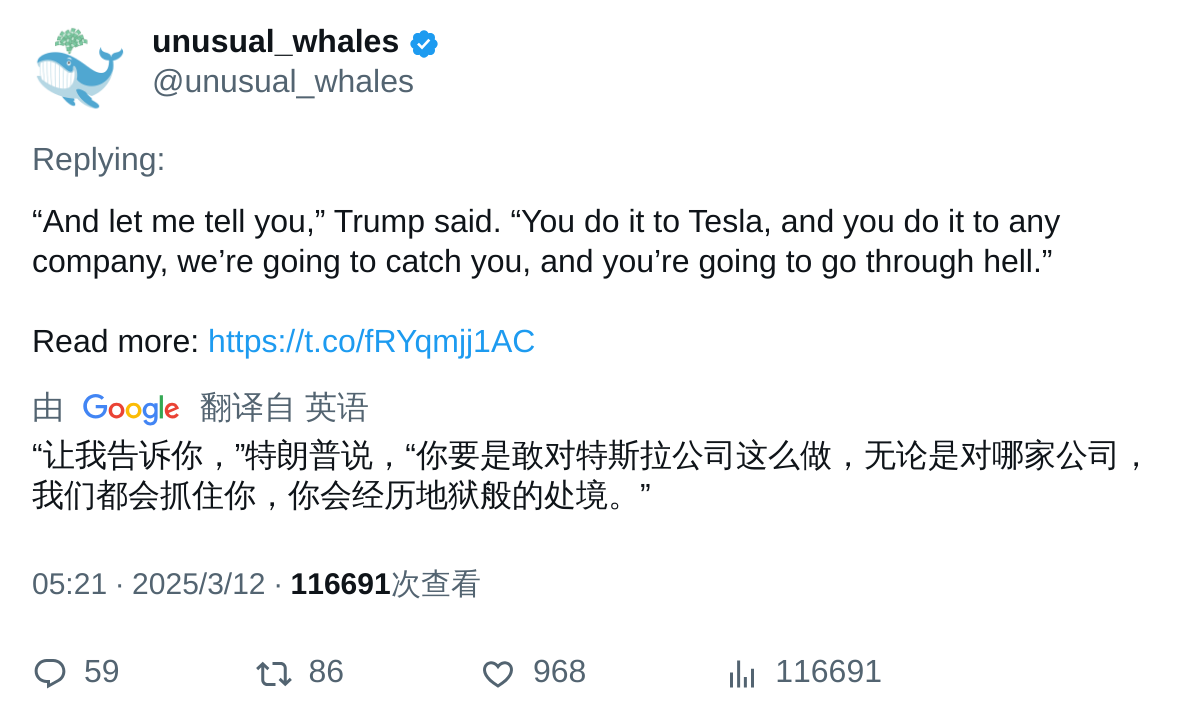 unusual_whales
@unusual_whales
Replying:
“And let me tell you,” Trump said. “You do it to Tesla, and you do it to any
company, we’re going to catch you, and you’re going to go through hell.”
Read more: https://t.co/fRYqmjj1AC
由 Google 翻译自 英语
“让我告诉你，”特朗普说，“你要是敢对特斯拉公司这么做，无论是对哪家公司，
我们都会抓住你，你会经历地狱般的处境。”
05:21 · 2025/3/12 · 116691次查看
59 86 968 116691